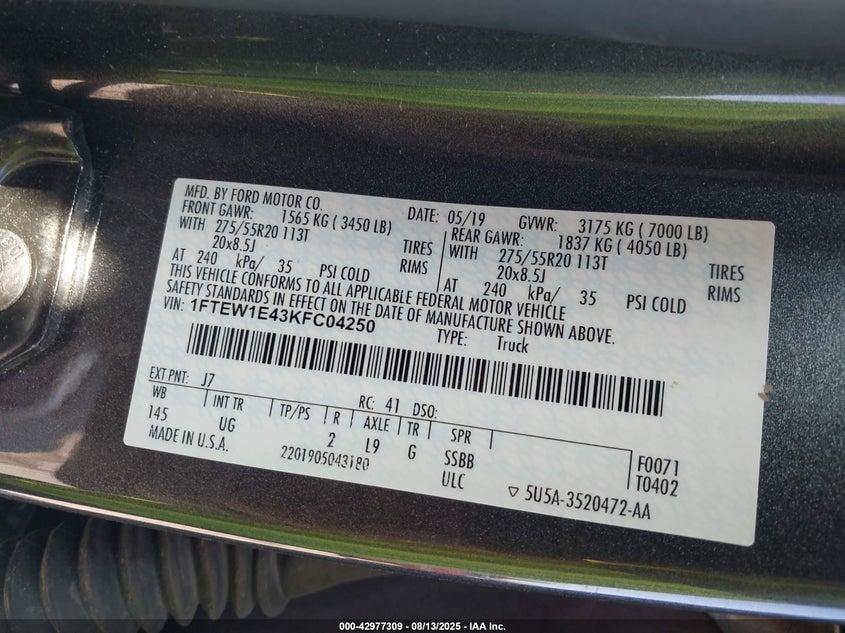 MFD. BY FORD MOTOR CO. DATE: 05/19 GVWR: 3175 KG (7000 LB)
FRONT GAWR: 1565 KG (3450 LB) REAR GAWR: 1837 KG (4050 LB)
WITH 275/55R20 113T TIRES WITH 275/55R20 113T TIRES
20x8.5J RIMS 20x8.5J RIMS
AT 240 kPa/ 35 PSI COLD AT 240 kPa/ 35 PSI COLD
THIS VEHICLE CONFORMS TO ALL APPLICABLE FEDERAL MOTOR VEHICLE
SAFETY STANDARDS IN EFFECT ON THE DATE OF MANUFACTURE SHOWN ABOVE.
VIN: 1FTEW1E43KFC04250 TYPE: Truck
EXT PNT: J7 RC: 41 DSO:
WB INT TR TP/PS R AXLE TR SPR
145 UG 2 L9 G SSBB F0071
ULC T0402
MADE IN U.S.A. 2201905043180 ▽ 5U5A-3520472-AA
000-42977309 - 08/13/2025 - IAA Inc.